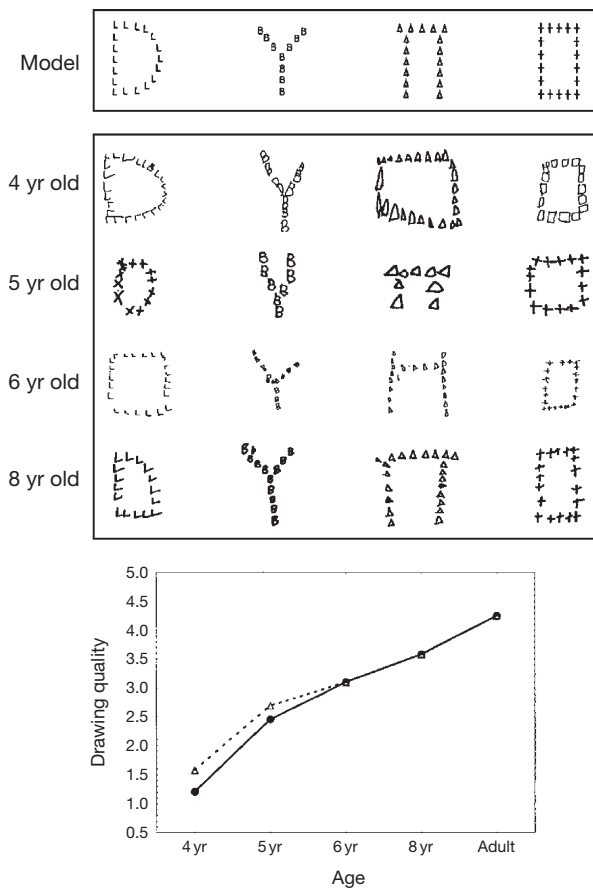 Model
4 yr old
5 yr old
6 yr old
8 yr old
5.0
4.5
4.0
3.5
3.0
2.5
2.0
1.5
1.0
0.5
Drawing quality
4 yr 5 yr 6 yr 8 yr Adult
Age